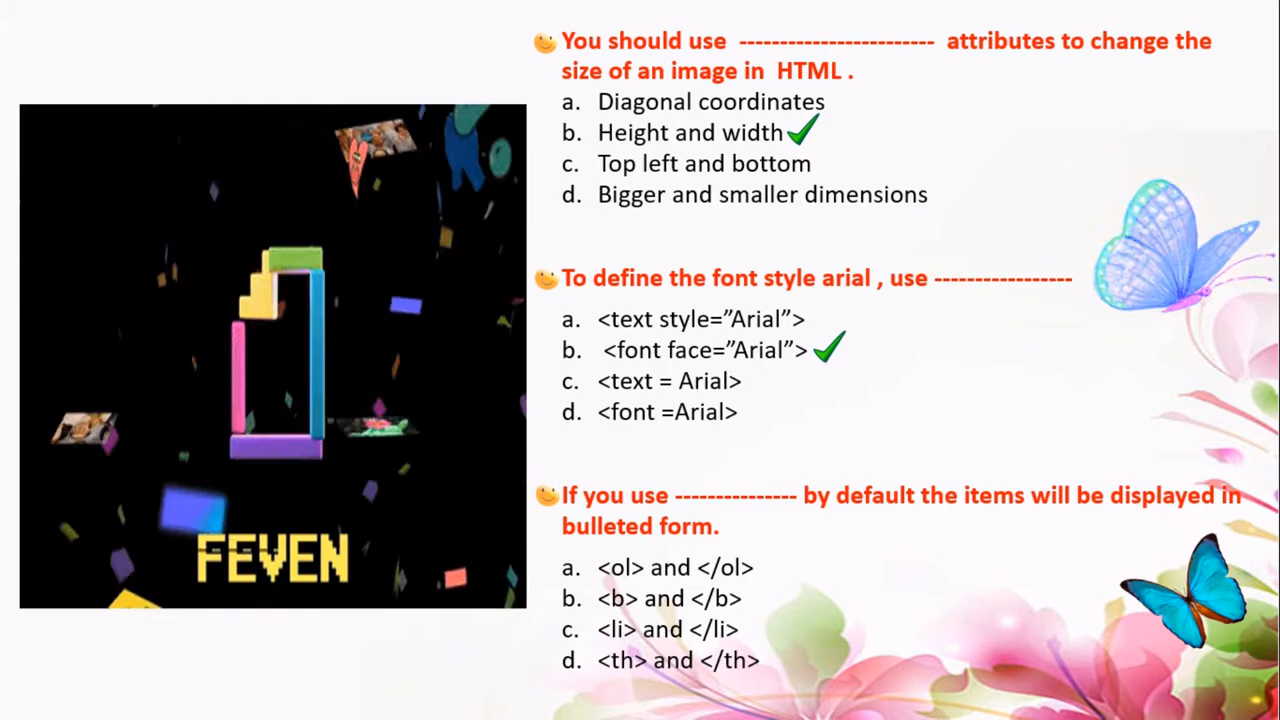 You should use ------------------------ attributes to change the
size of an image in HTML .
a. Diagonal coordinates
b. Height and width
c. Top left and bottom
d. Bigger and smaller dimensions
To define the font style arial , use -----------------
a. <text style=”Arial”>
b. <font face=”Arial”>
c. <text = Arial>
d. <font =Arial>
If you use --------------- by default the items will be displayed in
bulleted form.
a. <ol> and </ol>
b. <b> and </b>
c. <li> and </li>
d. <th> and </th>
FEVEN